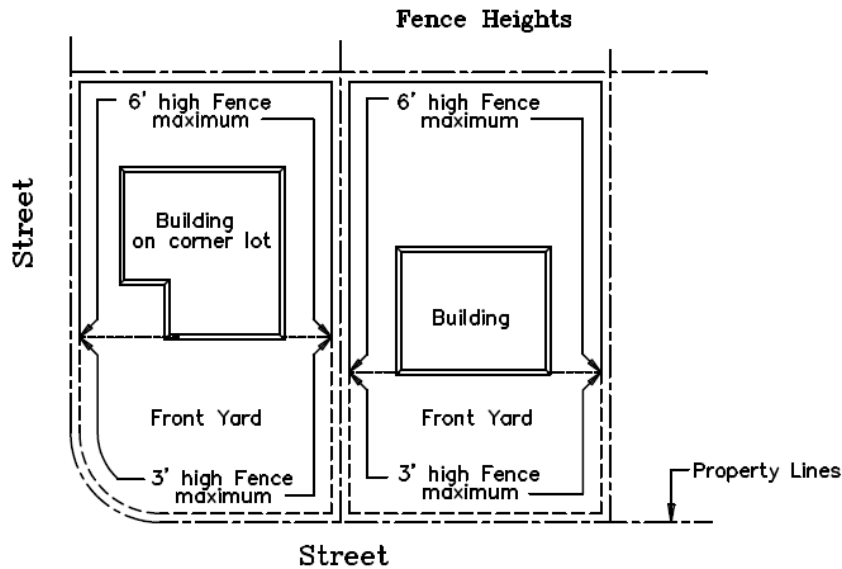 Fence Heights
6' high Fence
maximum
6' high Fence
maximum
Street
Building
on corner lot
Building
Front Yard
Front Yard
3' high Fence
maximum
3' high Fence
maximum
Property Lines
Street